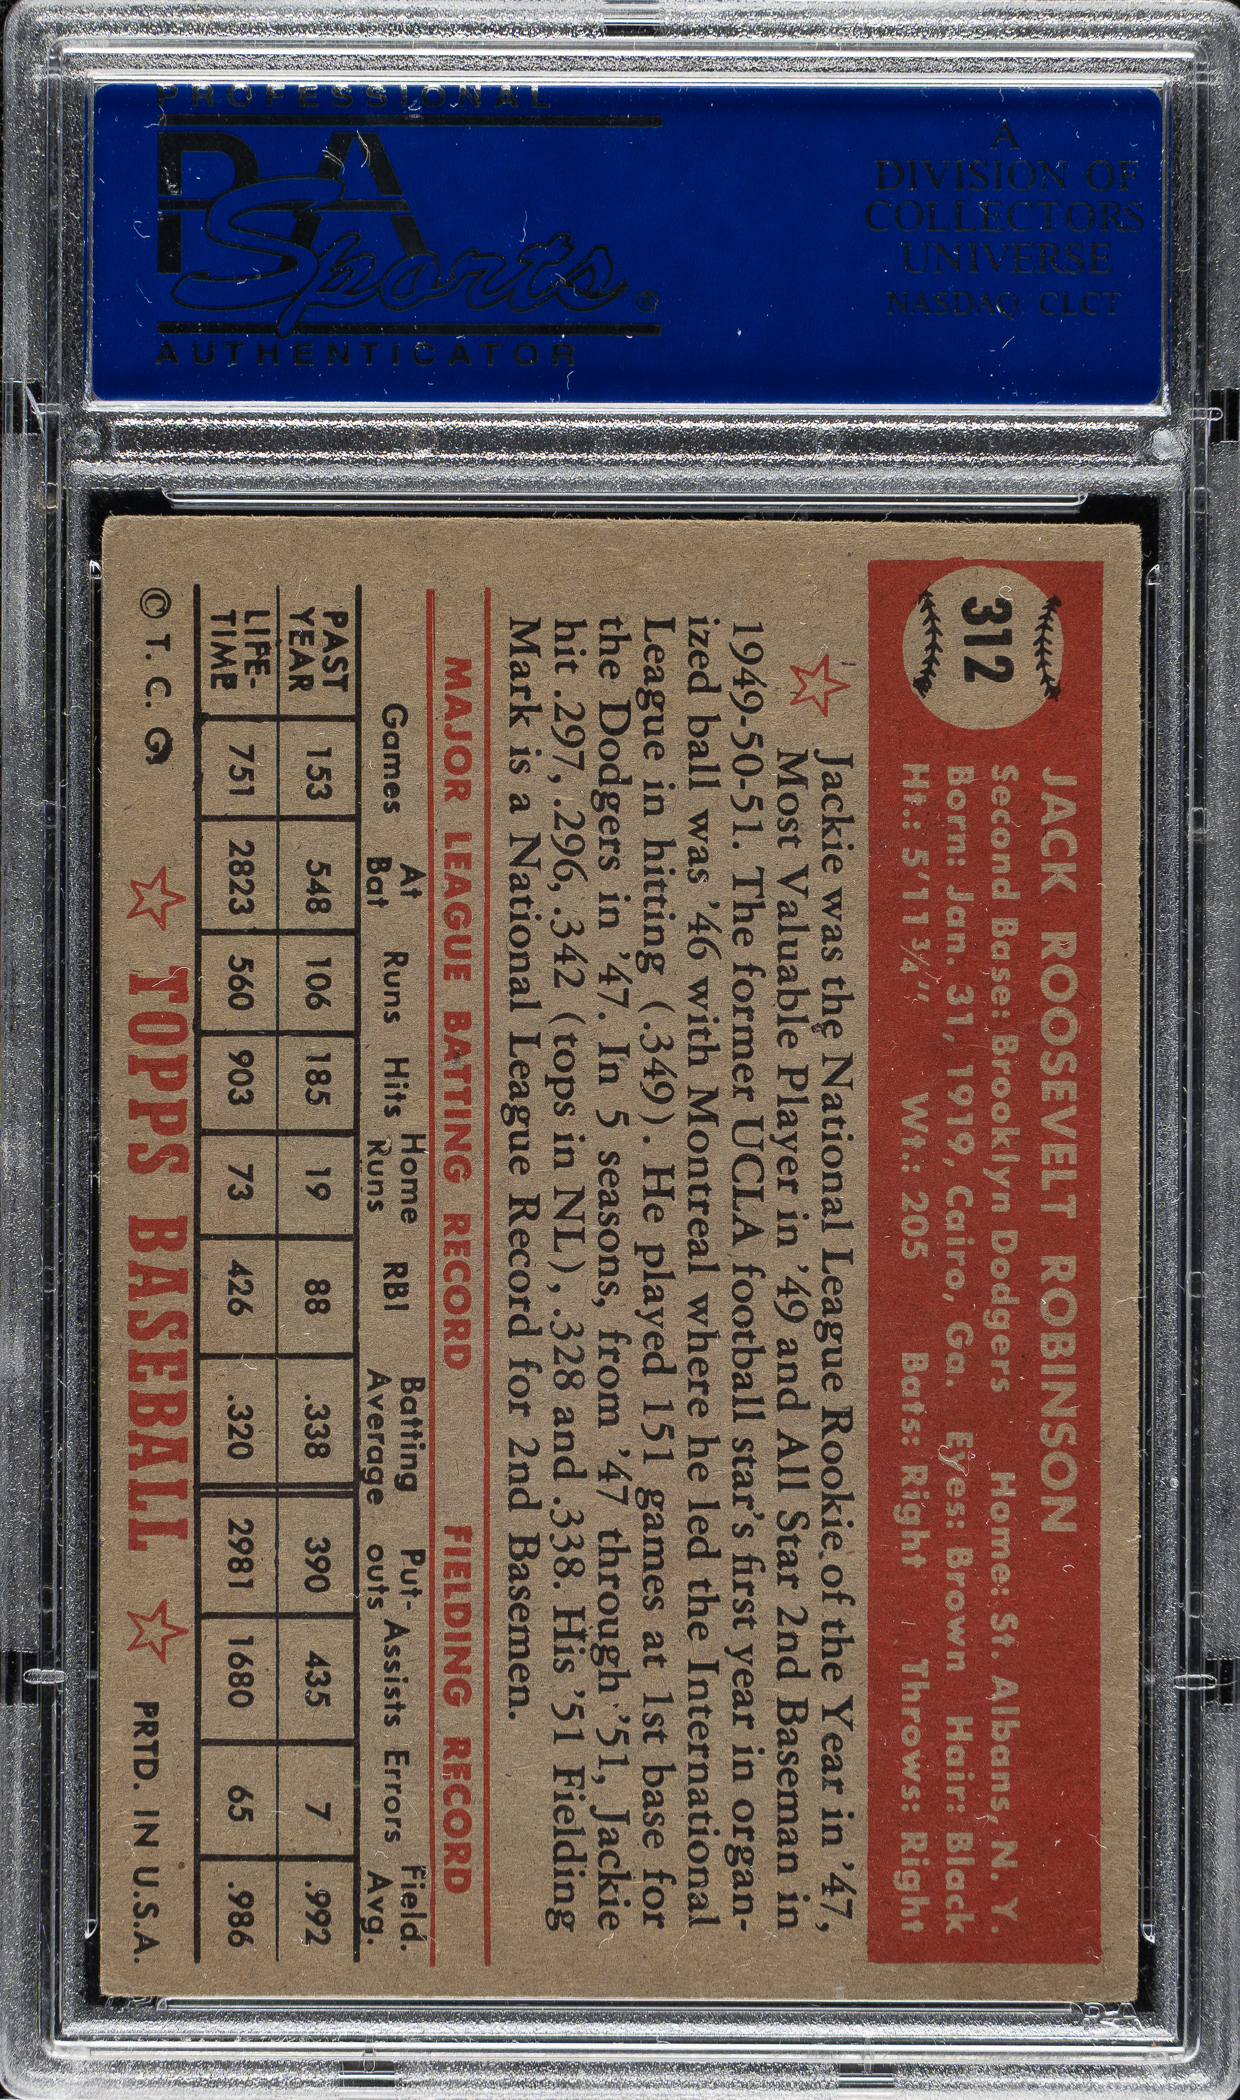 PROFESSIONAL
PSA
Sports®
AUTHENTICATOR
A
DIVISION OF
COLLECTORS
UNIVERSE
NASDAQ: CLCT
312
JACK ROOSEVELT ROBINSON
Second Base: Brooklyn Dodgers Home: St. Albans, N. Y.
Born: Jan. 31, 1919, Cairo, Ga. Eyes: Brown Hair: Black
Ht.: 5'11 3/4" Wt.: 205 Bats: Right Throws: Right
Jackie was the National League Rookie of the Year in '47,
Most Valuable Player in '49 and All Star 2nd Baseman in
1949-50-51. The former UCLA football star's first year in organ-
ized ball was '46 with Montreal where he led the International
League in hitting (.349). He played 151 games at 1st base for
the Dodgers in '47. In 5 seasons, from '47 through '51, Jackie
hit .297, .296, .342 (tops in NL), .328 and .338. His '51 Fielding
Mark is a National League Record for 2nd Basemen.
MAJOR LEAGUE BATTING RECORD FIELDING RECORD
Games At Bat Runs Hits Home Runs RBI Batting Average Put-outs Assists Errors Field. Avg.
PAST YEAR 153 548 106 185 19 88 .338 390 435 7 .992
LIFE-TIME 751 2823 560 903 73 426 .320 2981 1680 65 .986
© T. C. G. TOPPS BASEBALL PRTD. IN U.S.A.
PSA